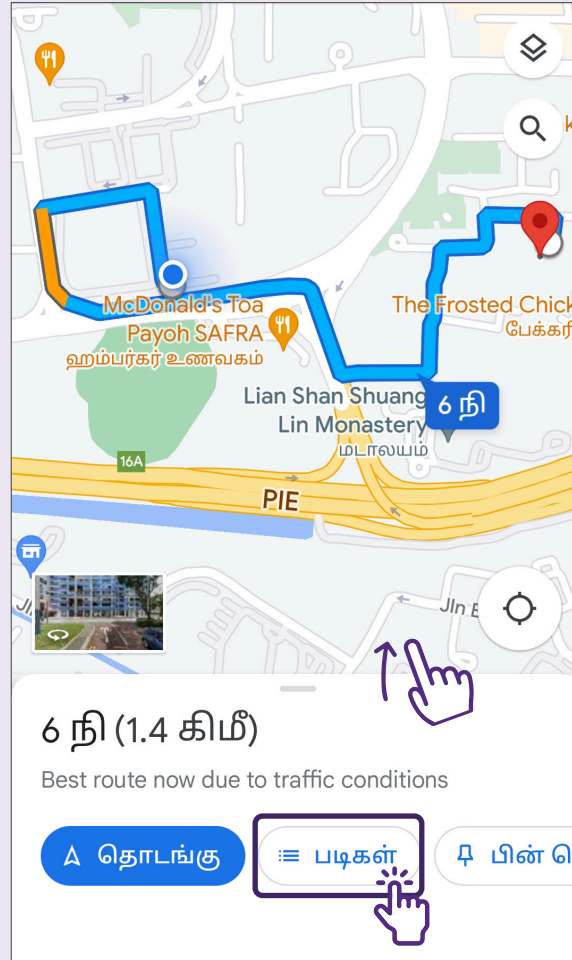 McDonald's Toa
Payoh SAFRA
ஹம்பர்கர் உணவகம்
The Frosted Chick
பேக்கரி
Lian Shan Shuang
Lin Monastery
மடாலயம்
6 நி
16A
PIE
Jln
6 நி (1.4 கிமீ)
Best route now due to traffic conditions
தொடங்கு
படிகள்
பின்